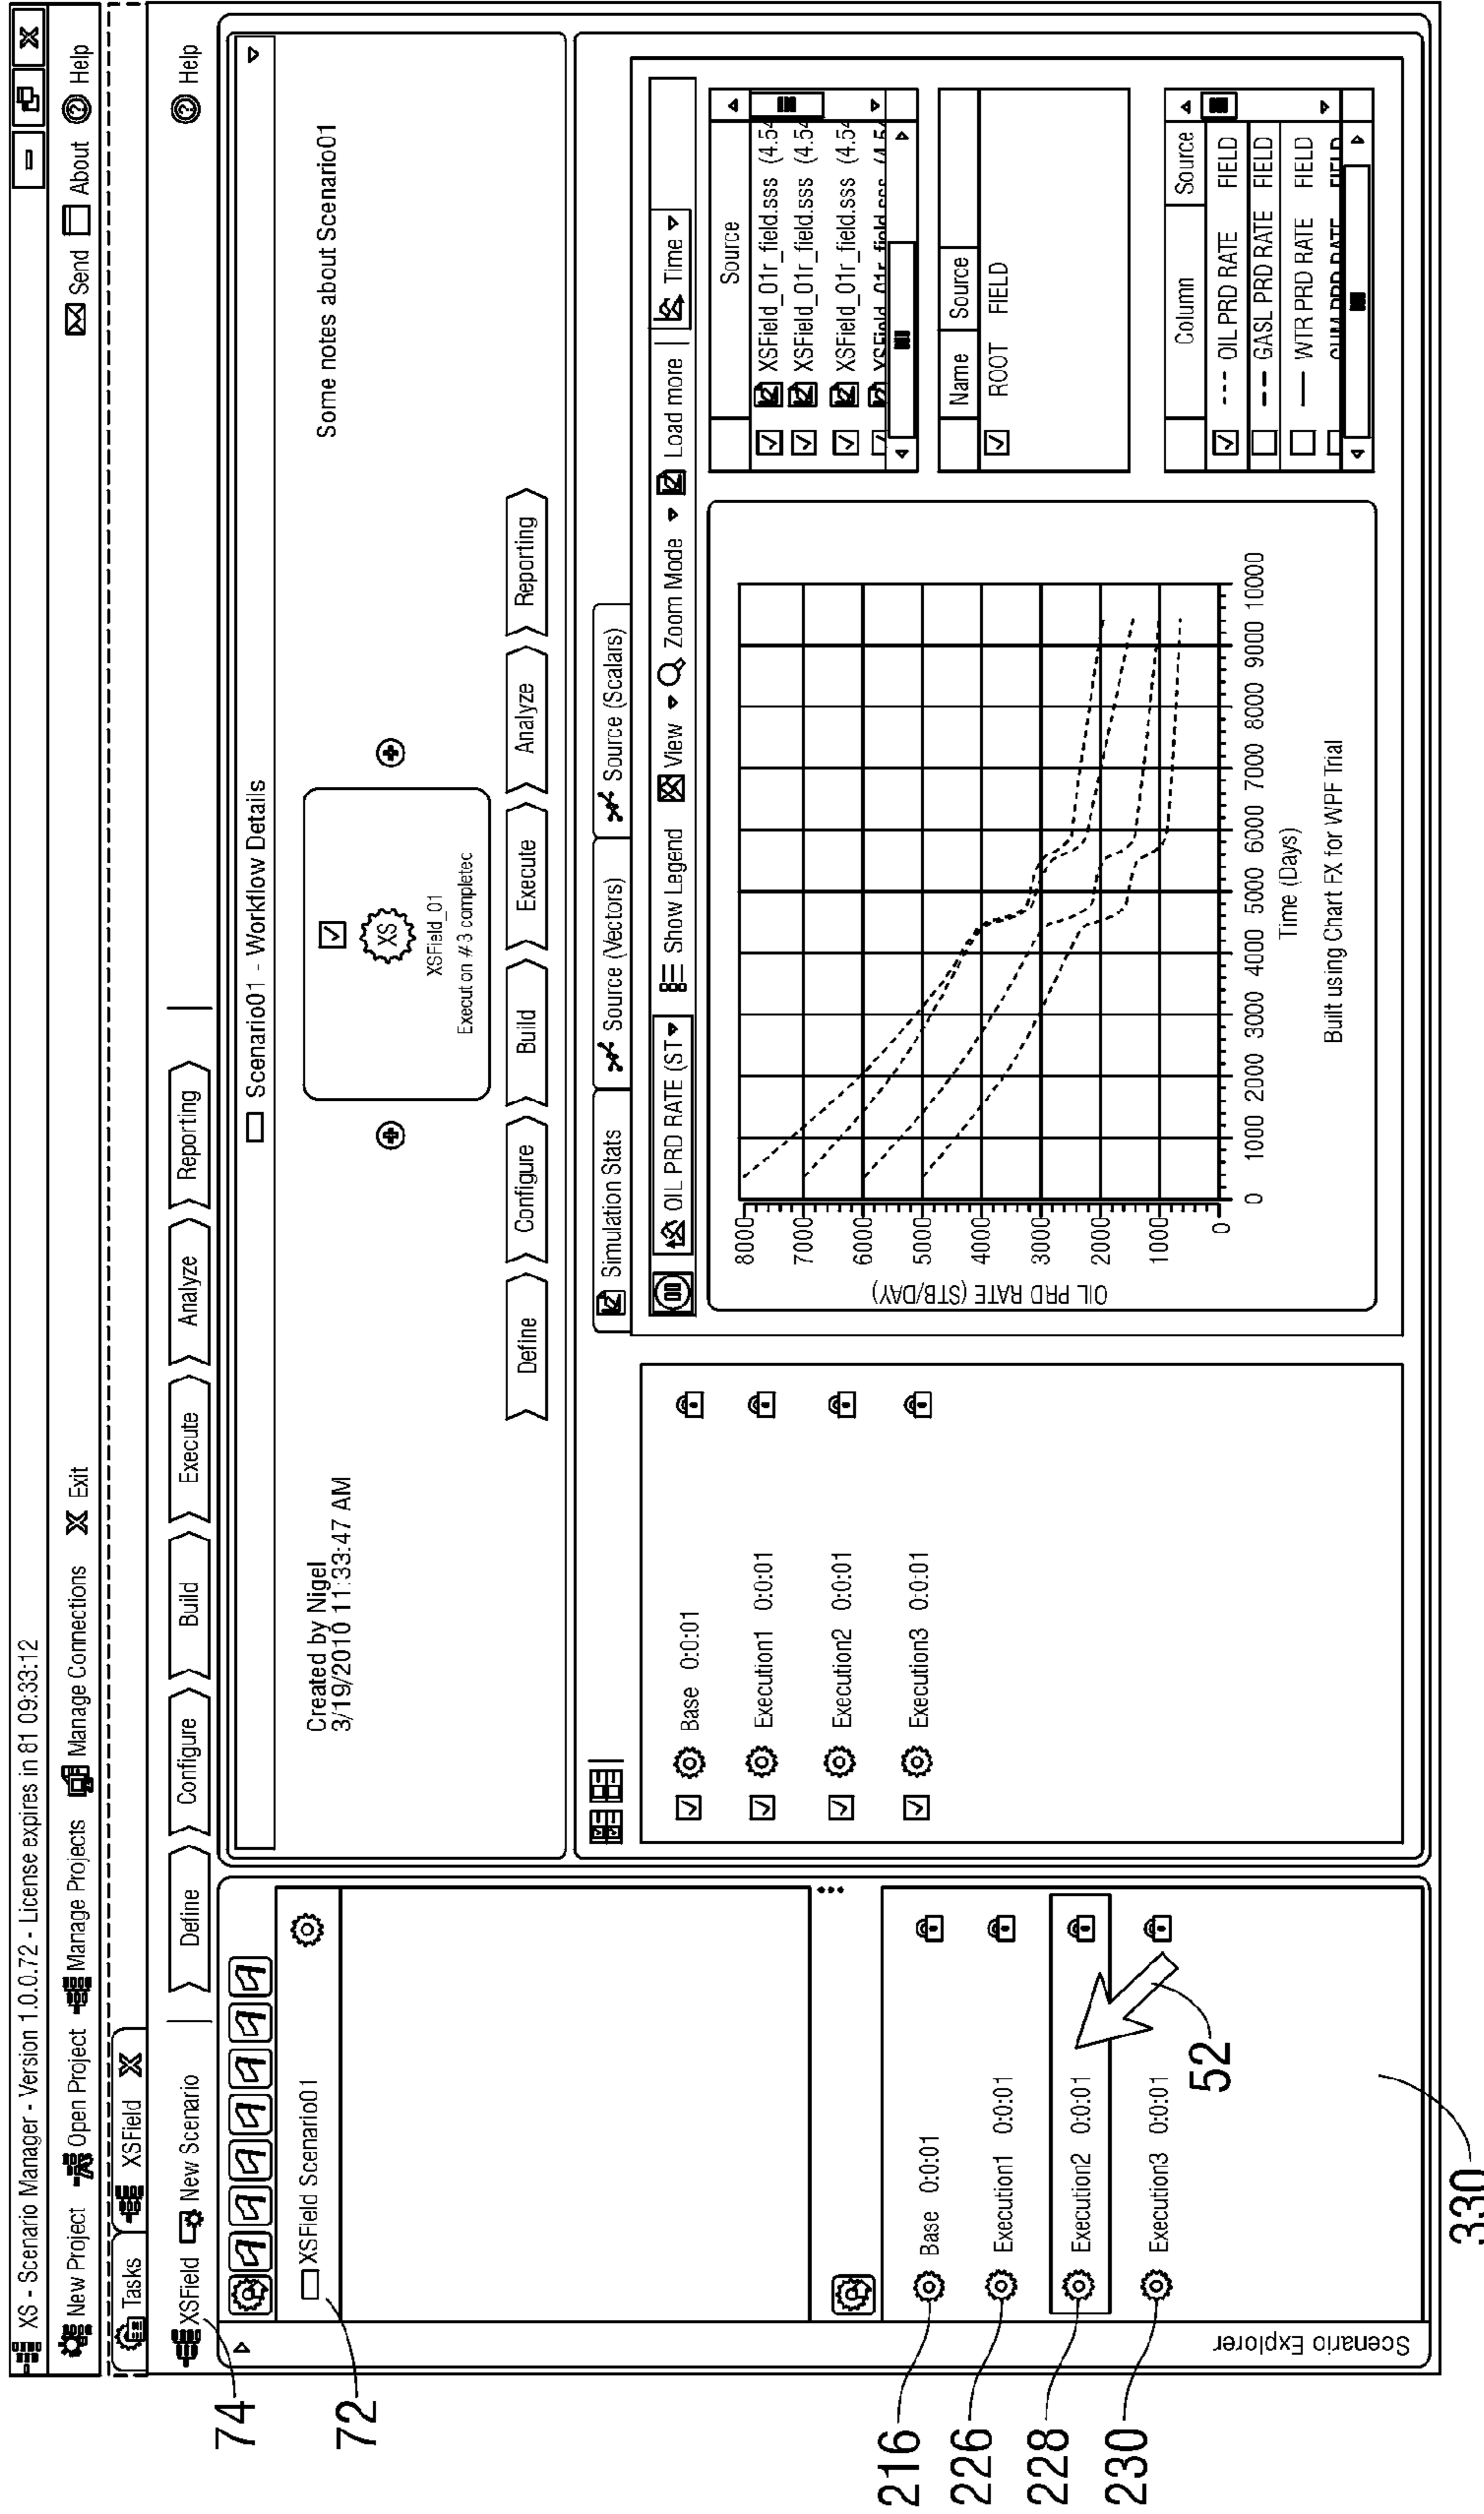 XS - Scenario Manager - Version 1.0.0.72 - License expires in 81 09:33:12
New Project Open Project Manage Projects Manage Connections X Exit Send About ? Help
Tasks XSField X
XSField New Scenario Define Configure Build Execute Analyze Reporting ? Help
74
72
XSField Scenario01
Scenario01 - Workflow Details
Created by Nigel
3/19/2010 11:33:47 AM
XS
XSField_01
Execut on #3 completec
Some notes about Scenario01
Define Configure Build Execute Analyze Reporting
Scenario Explorer
216
226
228
230
Base 0:0:01
Execution1 0:0:01
Execution2 0:0:01
Execution3 0:0:01
52
330
Base 0:0:01
Execution1 0:0:01
Execution2 0:0:01
Execution3 0:0:01
Simulation Stats Source (Vectors) Source (Scalars)
OIL PRD RATE (ST Show Legend View Zoom Mode Load more Time
OIL PRD RATE (STB/DAY)
8000
7000
6000
5000
4000
3000
2000
1000
0
0 1000 2000 3000 4000 5000 6000 7000 8000 9000 10000
Time (Days)
Built using Chart FX for WPF Trial
Source
XSField_01r_field.sss (4.54
XSField_01r_field.sss (4.54
XSField_01r_field.sss (4.54
XSField_01r_field.sss (4.54
Name Source
ROOT FIELD
Column Source
OIL PRD RATE FIELD
GASL PRD RATE FIELD
WTR PRD RATE FIELD
PRD RATE FIELD